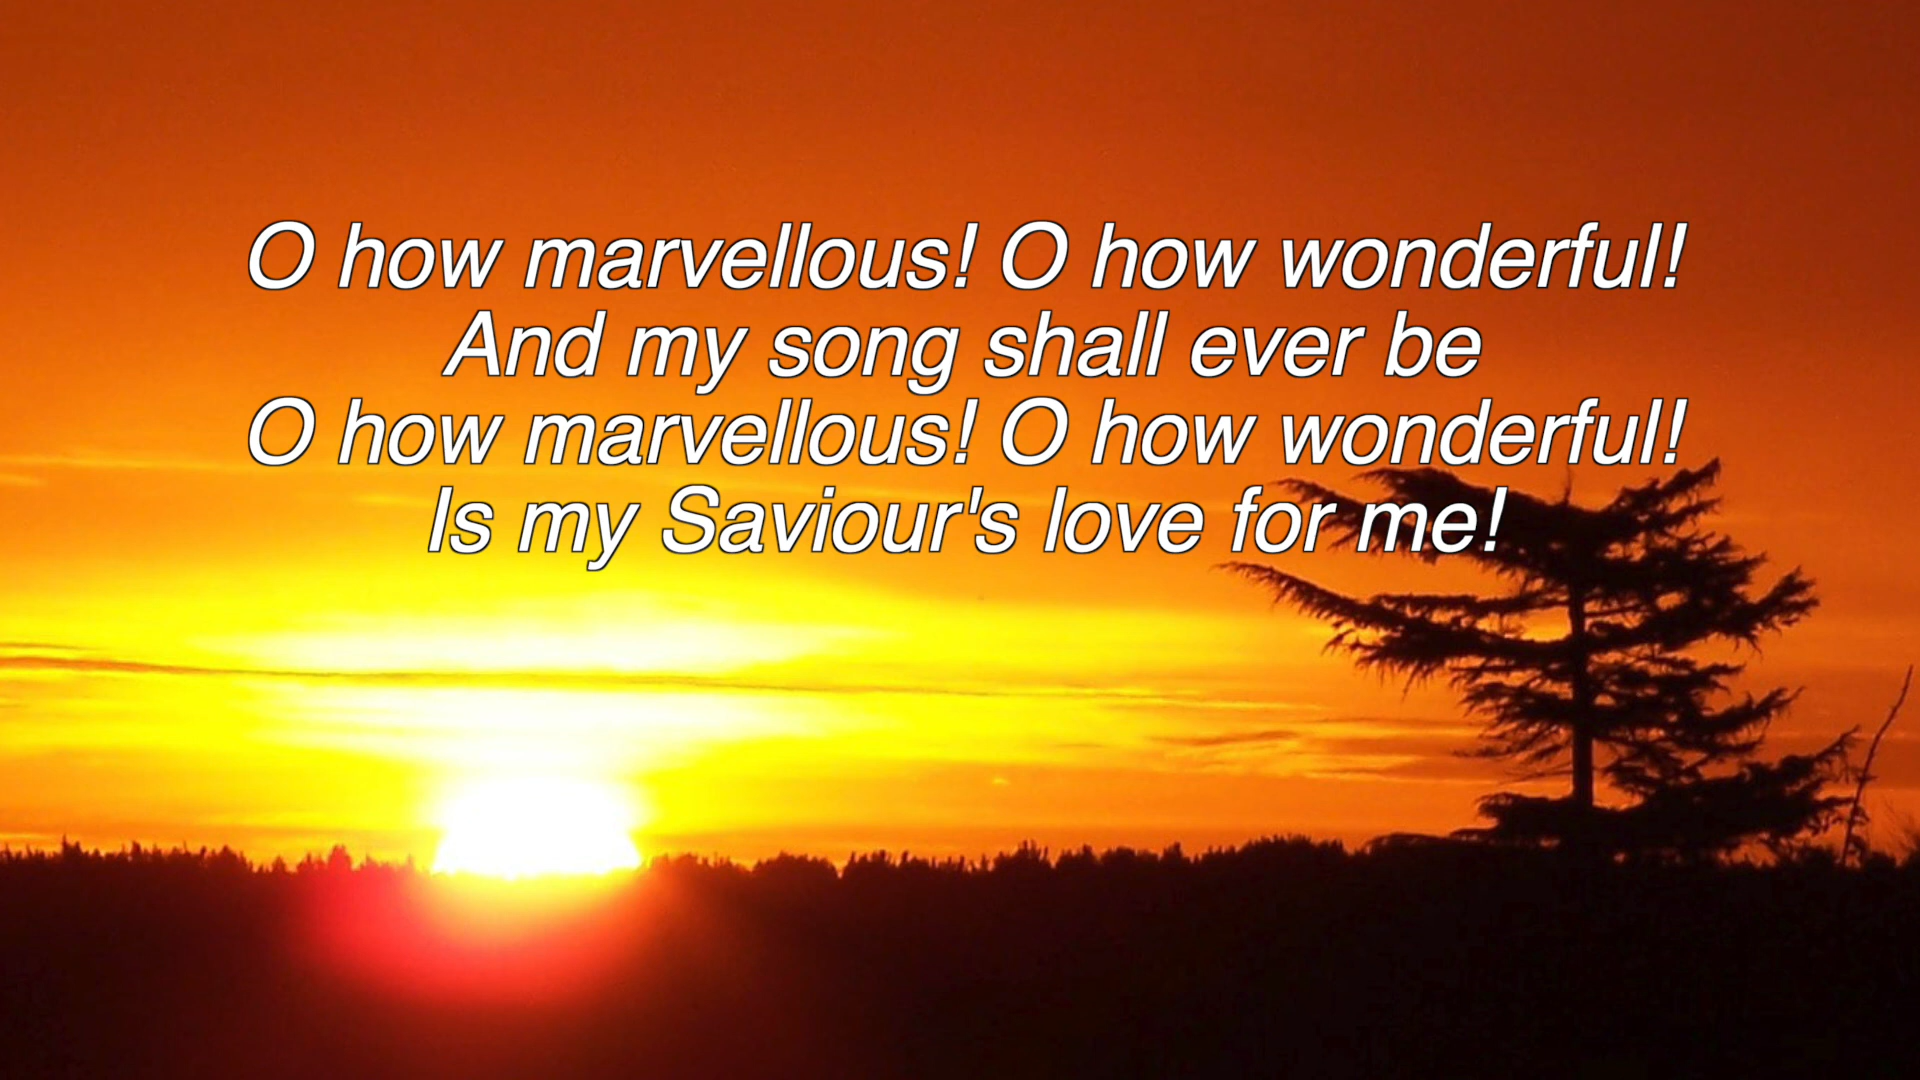 O how marvellous! O how wonderful!
And my song shall ever be
O how marvellous! O how wonderful!
Is my Saviour's love for me!